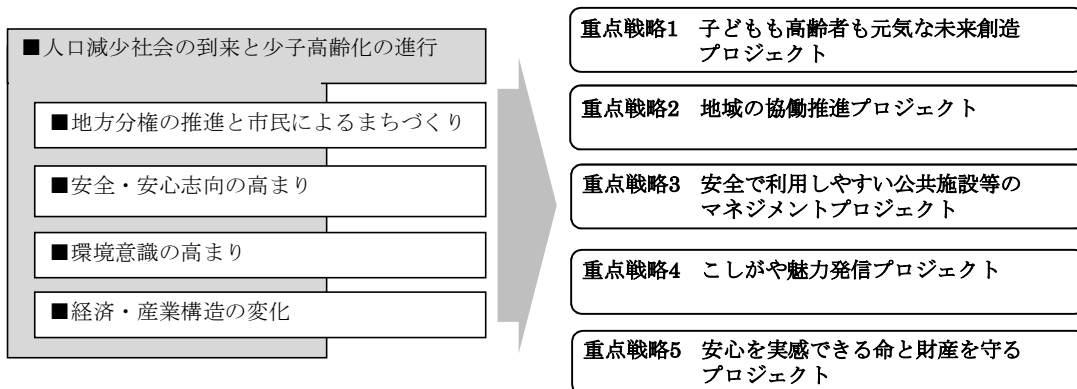 ■人口減少社会の到来と少子高齢化の進行
■地方分権の推進と市民によるまちづくり
■安全・安心志向の高まり
■環境意識の高まり
■経済・産業構造の変化
重点戦略1 子どもも高齢者も元気な未来創造
プロジェクト
重点戦略2 地域の協働推進プロジェクト
重点戦略3 安全で利用しやすい公共施設等の
マネジメントプロジェクト
重点戦略4 こしがや魅力発信プロジェクト
重点戦略5 安心を実感できる命と財産を守る
プロジェクト